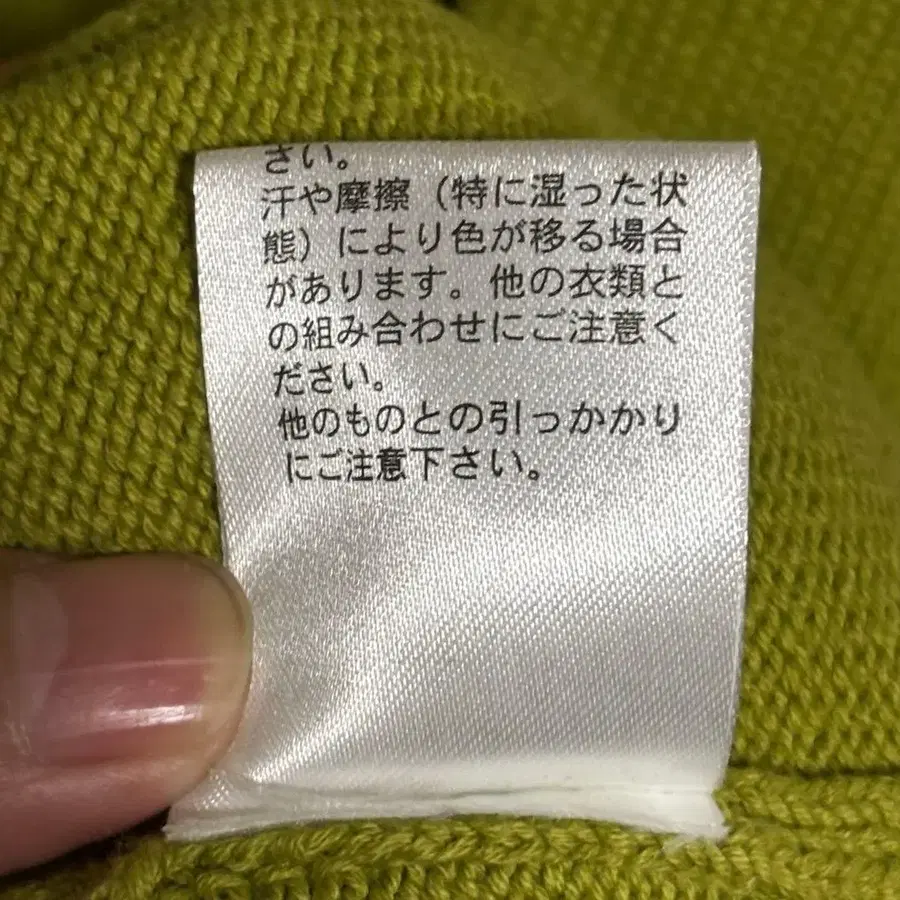 さい。
汗や摩擦（特に湿った状
態）により色が移る場合
があります。他の衣類と
の組み合わせにご注意く
ださい。
他のものとの引っかかり
にご注意下さい。